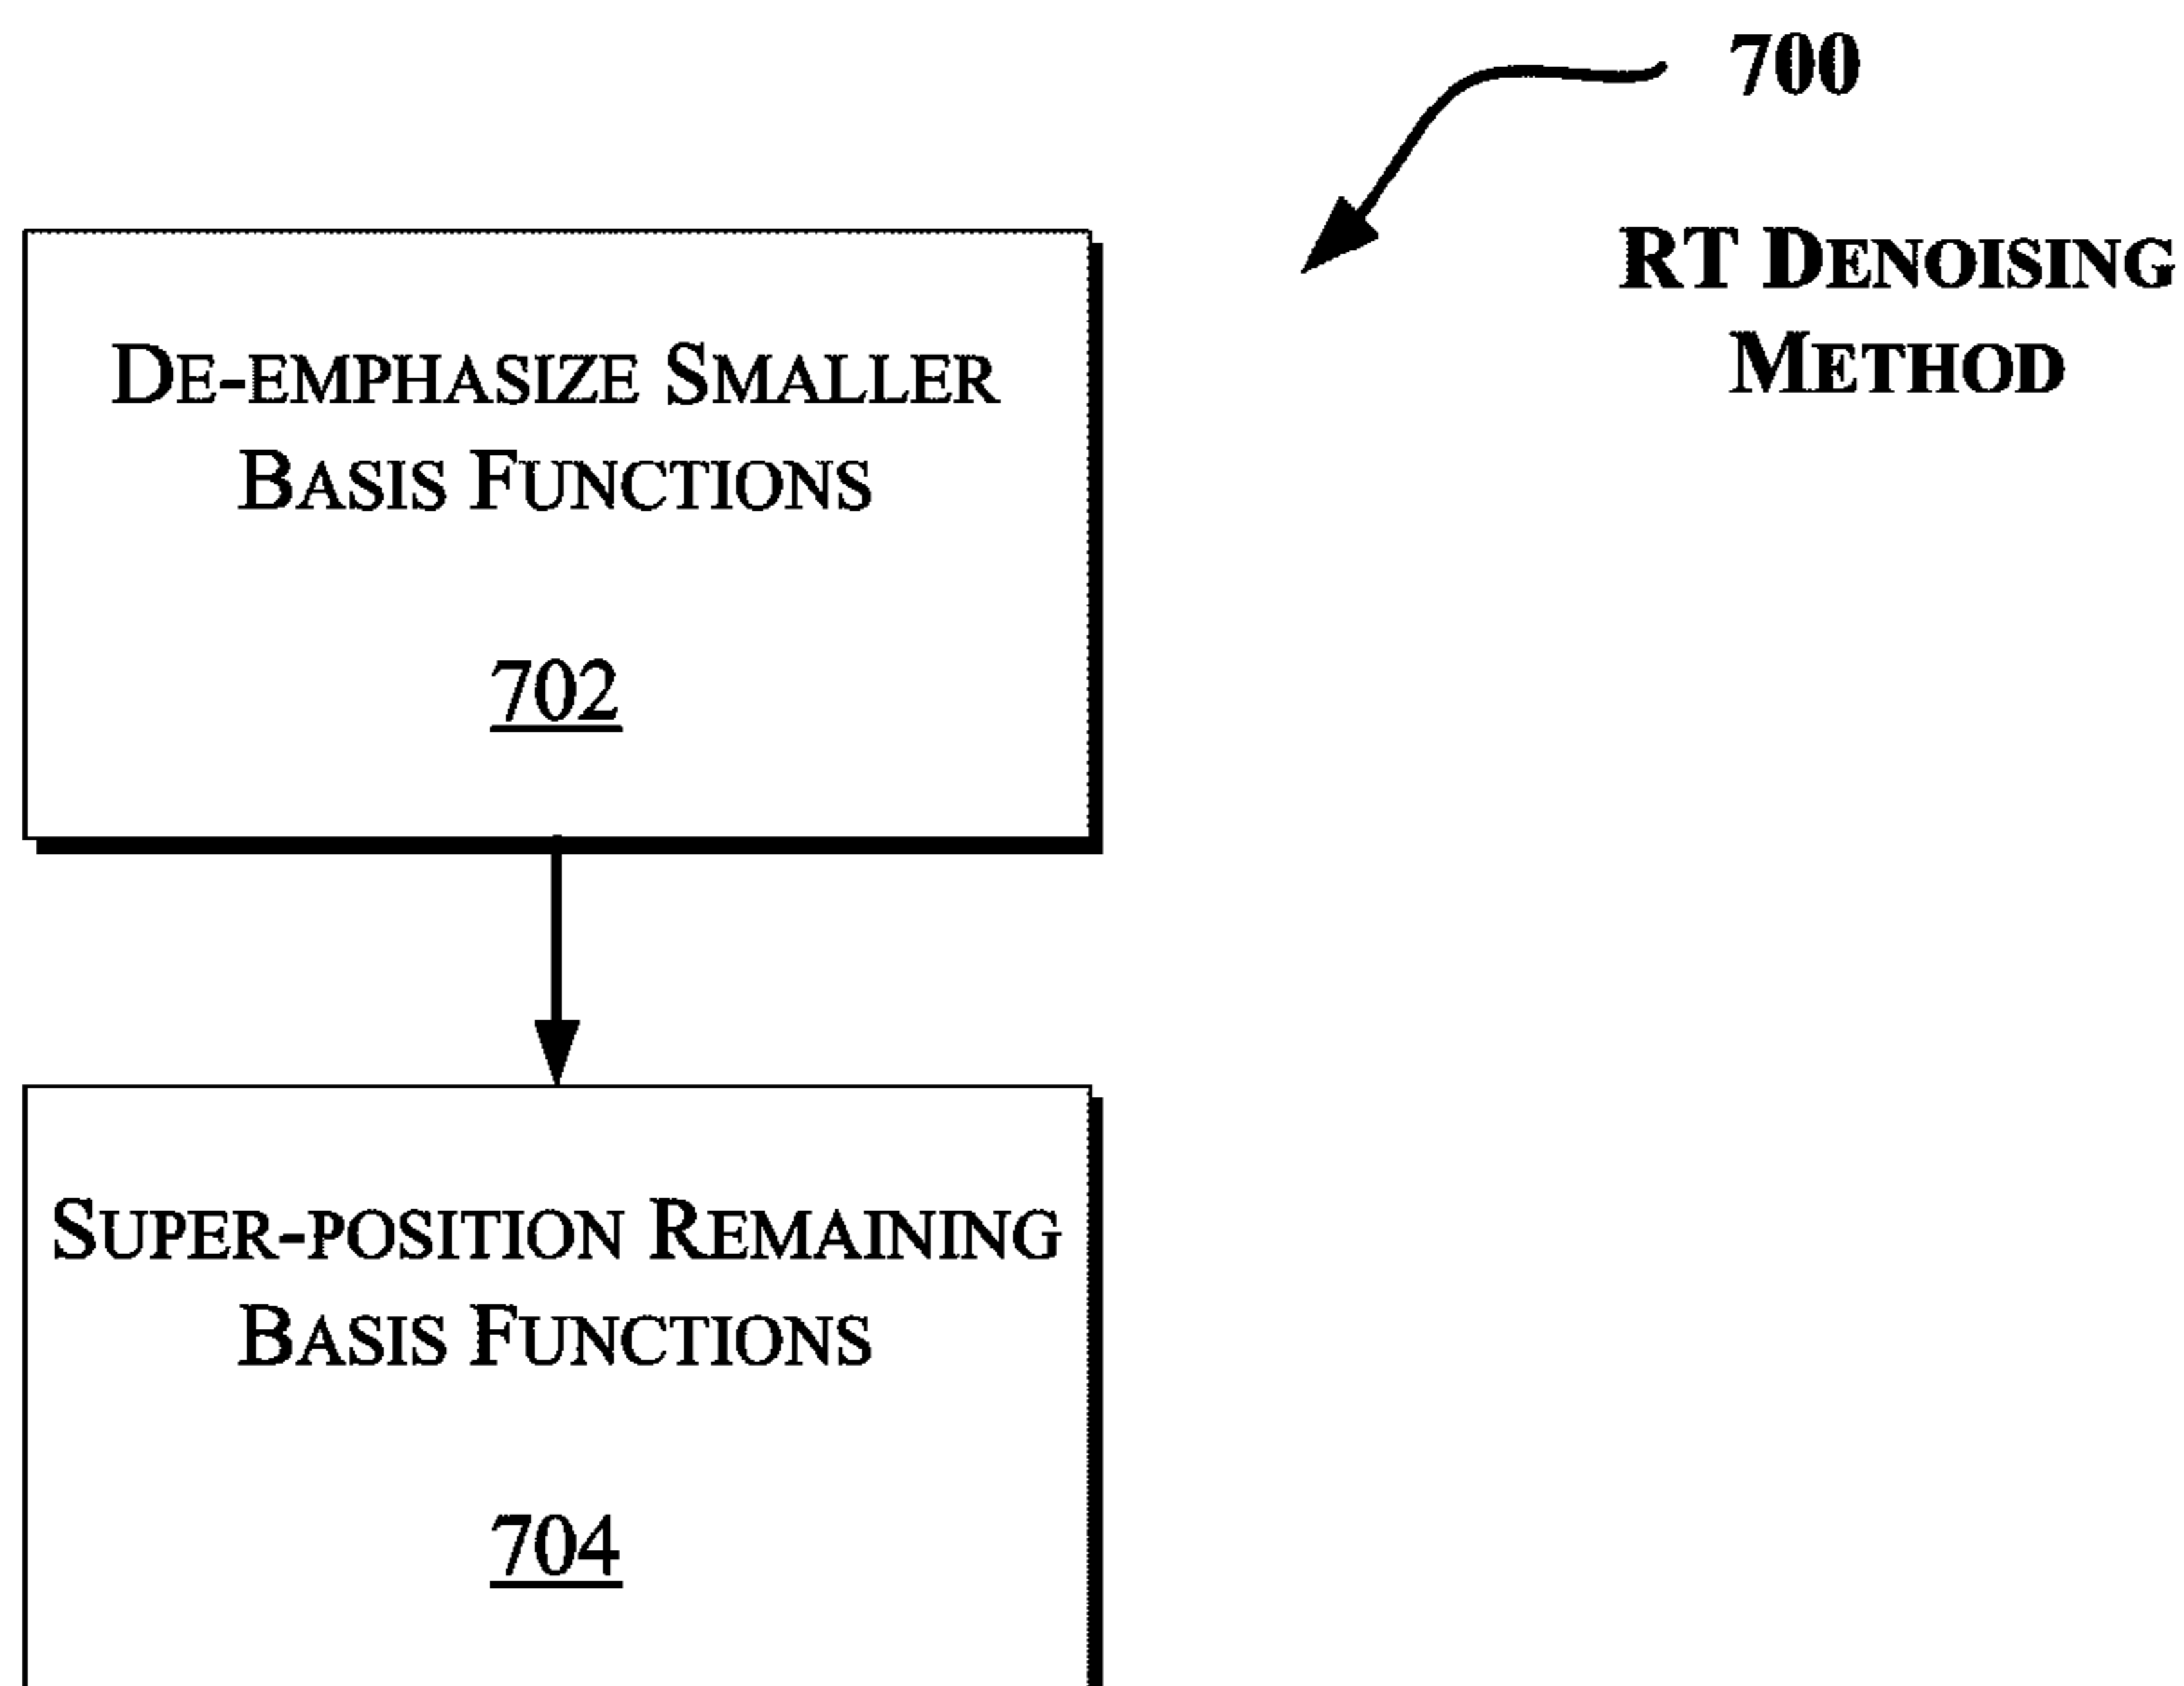 700
RT DENOISING
METHOD
DE-EMPHASIZE SMALLER
BASIS FUNCTIONS
702
SUPER-POSITION REMAINING
BASIS FUNCTIONS
704